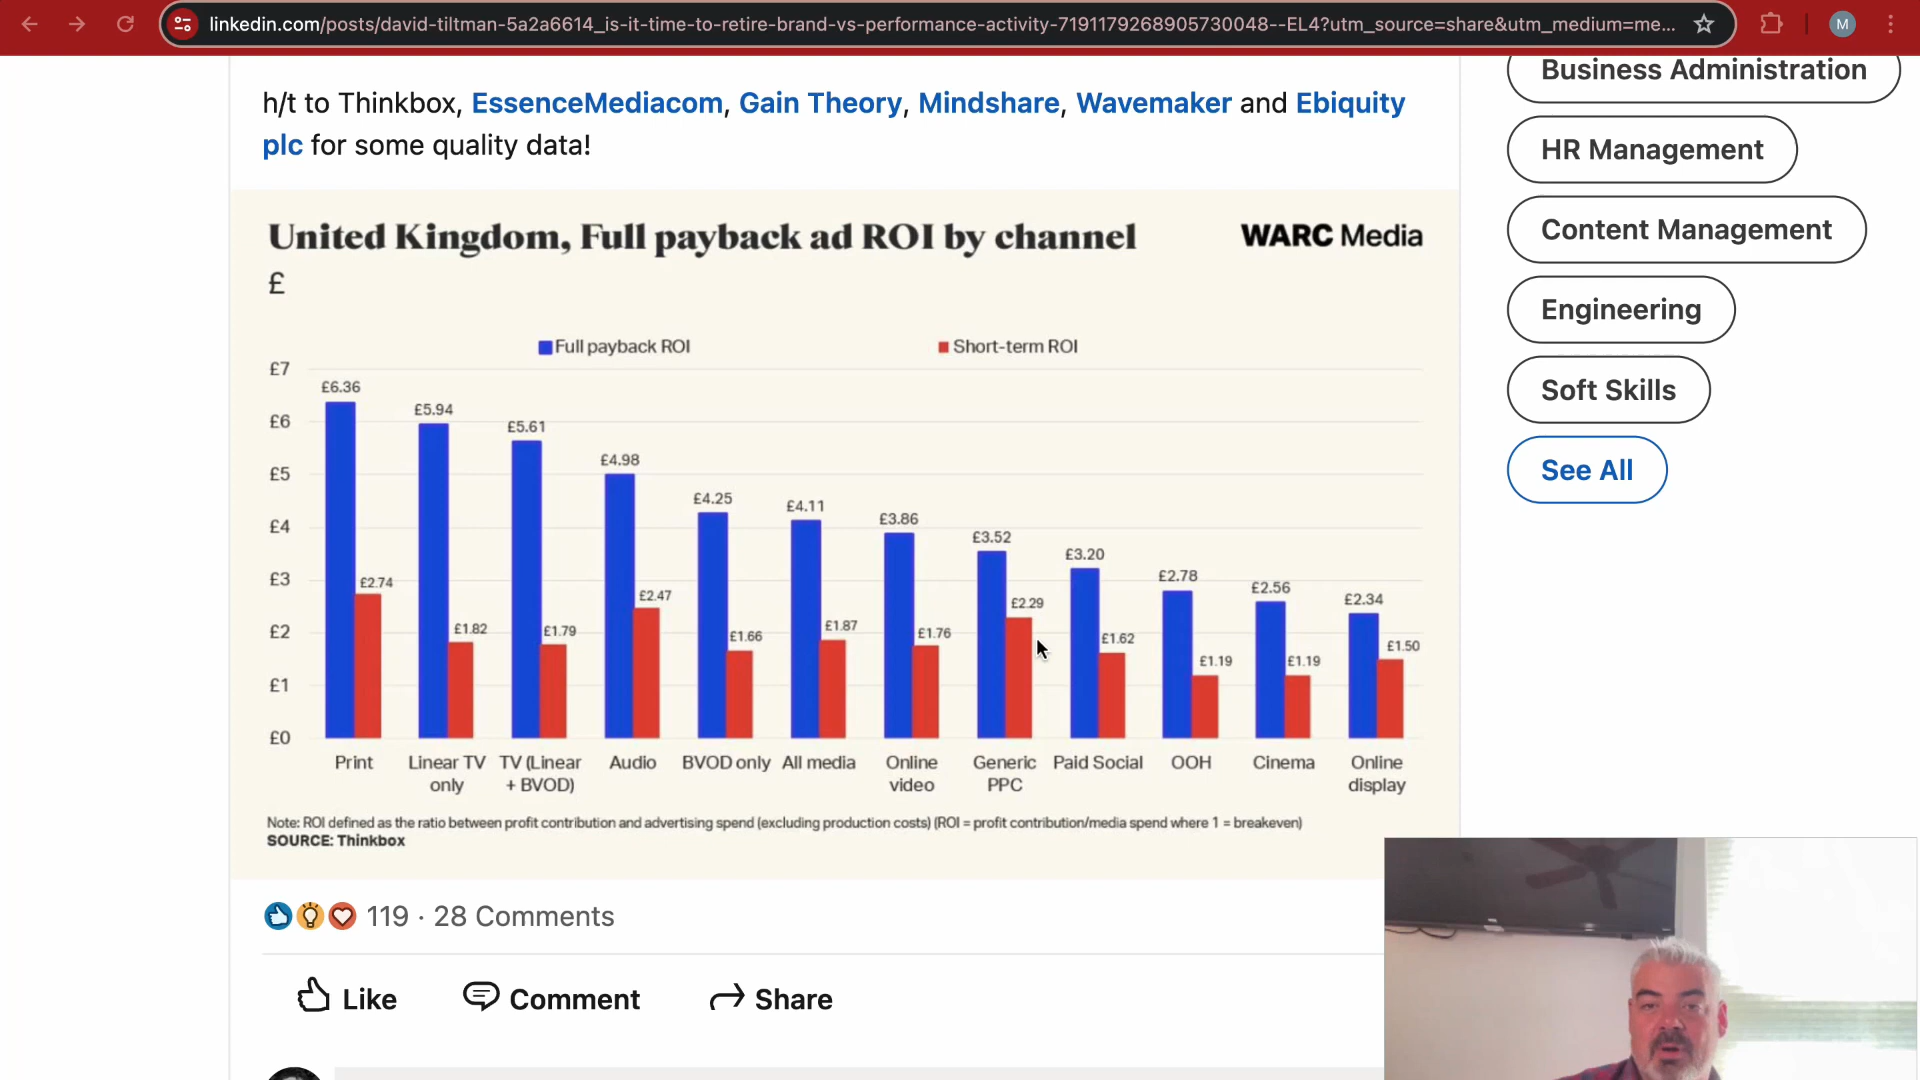 linkedin.com/posts/david-tiltman-5a2a6614_is-it-time-to-retire-brand-vs-performance-activity-7191179268905730048--EL4?utm_source=share&utm_medium=me...
M
h/t to Thinkbox, EssenceMediacom, Gain Theory, Mindshare, Wavemaker and Ebiquity
plc for some quality data!
United Kingdom, Full payback ad ROI by channel
WARC Media
£
Full payback ROI
Short-term ROI
£7
£6
£5
£4
£3
£2
£1
£0
£6.36
£2.74
£5.94
£1.82
£5.61
£1.79
£4.98
£2.47
£4.25
£1.66
£4.11
£1.87
£3.86
£1.76
£3.52
£2.29
£3.20
£1.62
£2.78
£1.19
£2.56
£1.19
£2.34
£1.50
Print
Linear TV
only
TV (Linear
+ BVOD)
Audio
BVOD only
All media
Online
video
Generic
PPC
Paid Social
OOH
Cinema
Online
display
Note: ROI defined as the ratio between profit contribution and advertising spend (excluding production costs) (ROI = profit contribution/media spend where 1 = breakeven)
SOURCE: Thinkbox
119 · 28 Comments
Like
Comment
Share
Business Administration
HR Management
Content Management
Engineering
Soft Skills
See All